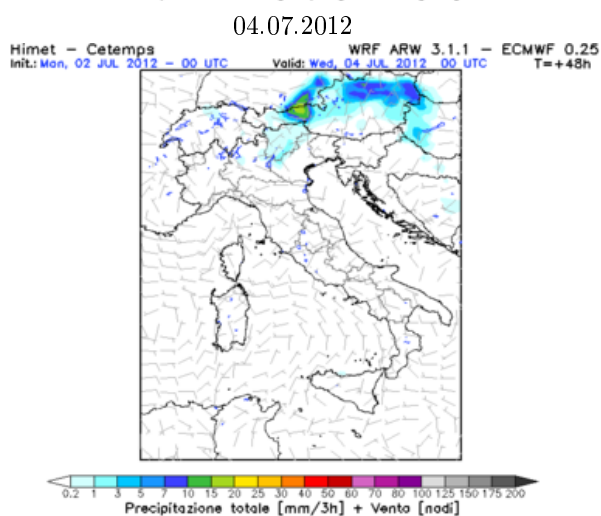 04.07.2012
Himet – Cetemps WRF ARW 3.1.1 – ECMWF 0.25
Init.: Mon, 02 JUL 2012 – 00 UTC Valid: Wed, 04 JUL 2012 00 UTC T=+48h
0.2 1 3 5 7 10 15 20 25 30 40 50 60 70 80 100 125 150 175 200
Precipitazione totale [mm/3h] + Vento [nodi]